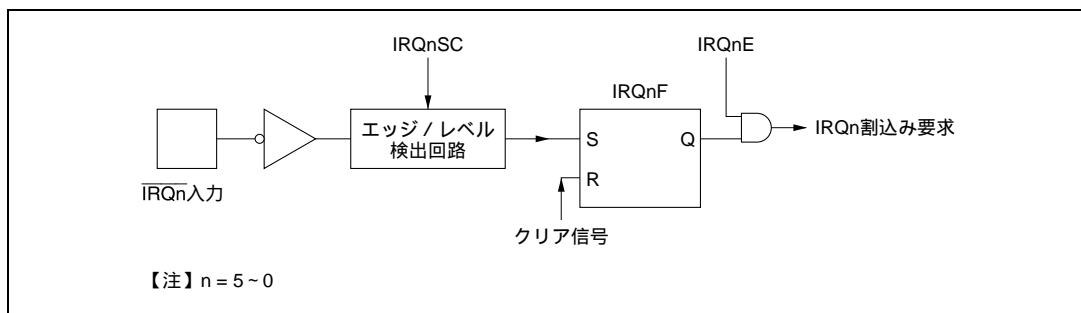 IRQnSC
IRQnE
IRQnF
エッジ / レベル
検出回路
S
Q
R
IRQn割込み要求
IRQn入力
クリア信号
【注】n = 5 ~ 0